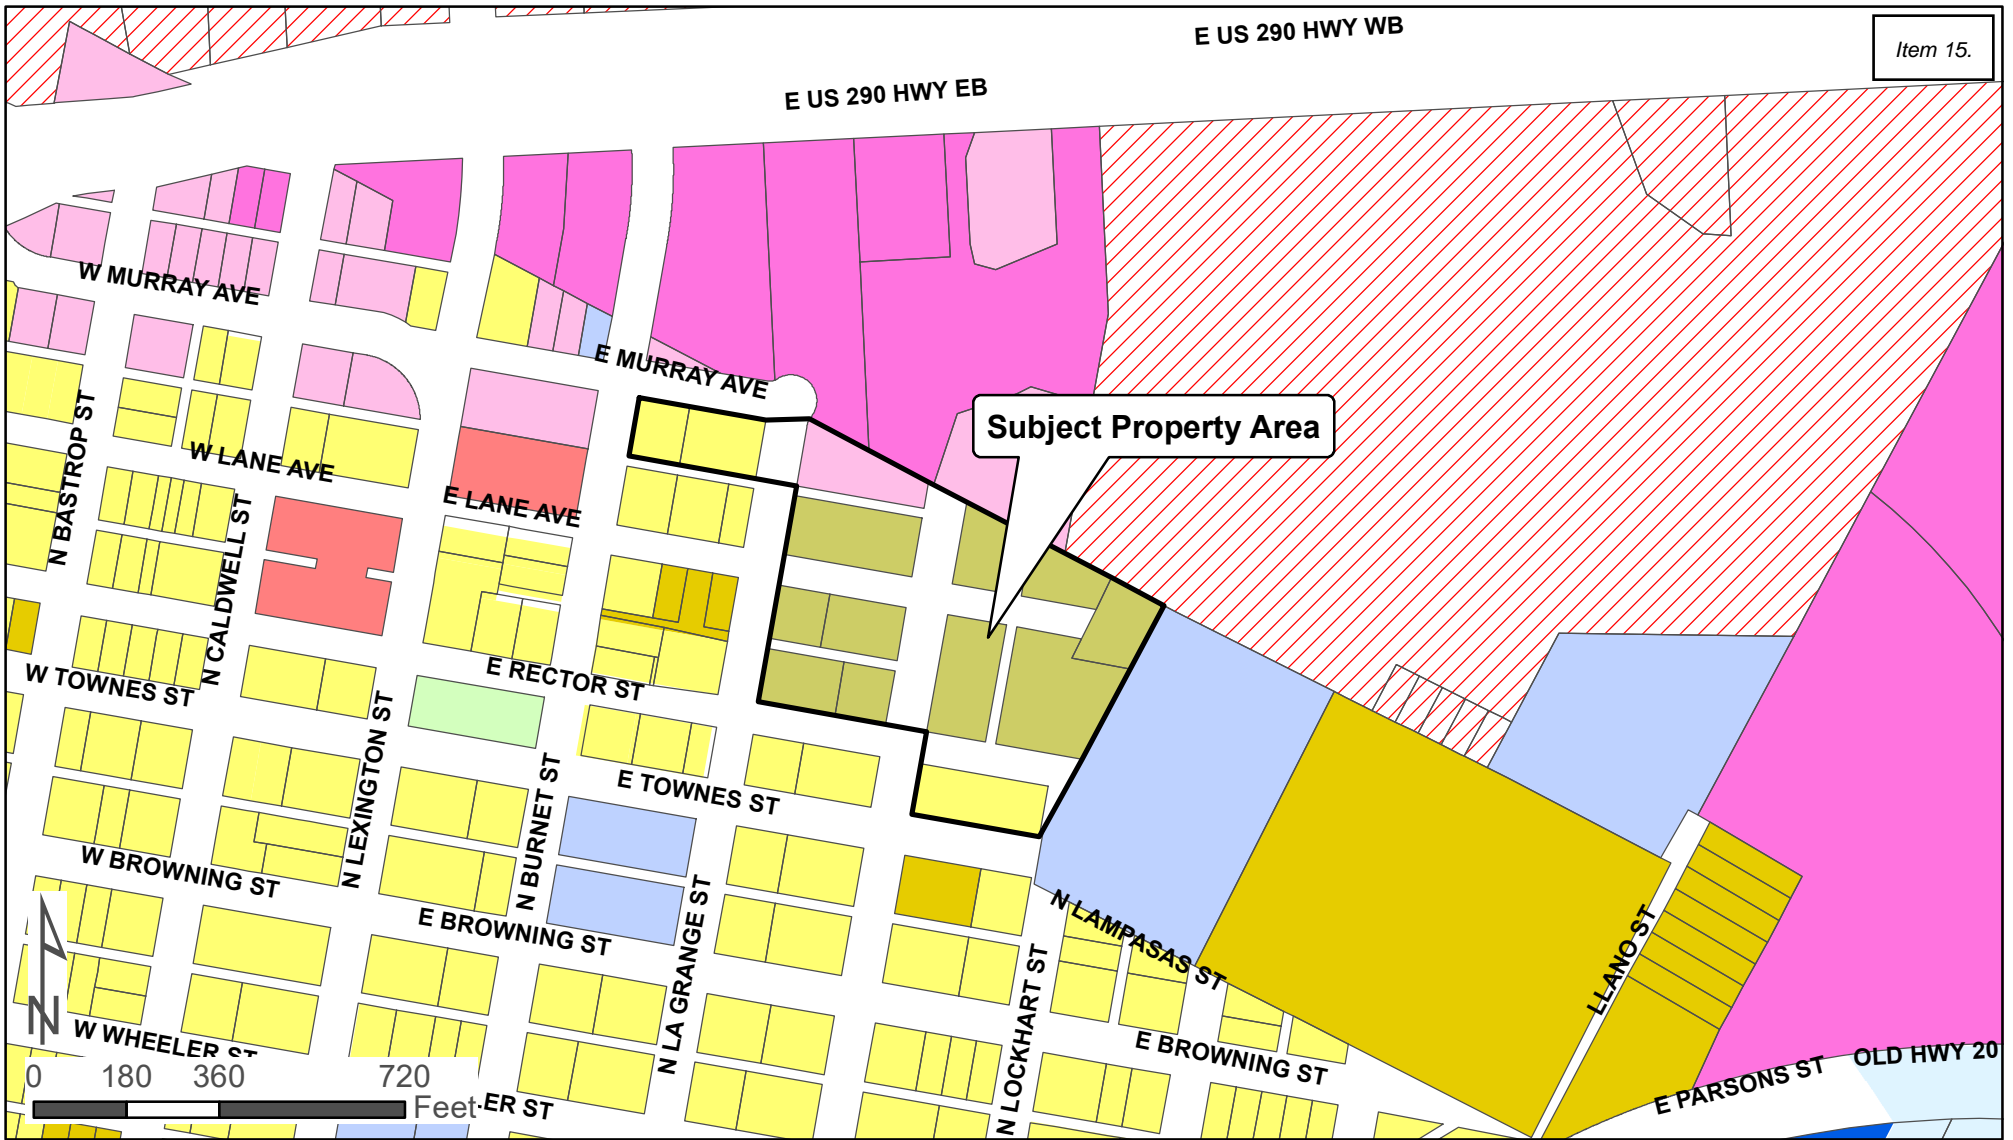 E US 290 HWY WB
Item 15.
E US 290 HWY EB
W MURRAY AVE
E MURRAY AVE
Subject Property Area
N BASTROP ST
W LANE AVE
E LANE AVE
N CALDWELL ST
W TOWNES ST
E RECTOR ST
N LEXINGTON ST
E TOWNES ST
N BURNET ST
W BROWNING ST
E BROWNING ST
N LA GRANGE ST
N LAMPASAS ST
LLANO ST
N LOCKHART ST
N
W WHEELER ST
E BROWNING ST
OLD HWY 20
E PARSONS ST
0 180 360 720
Feet
ER ST